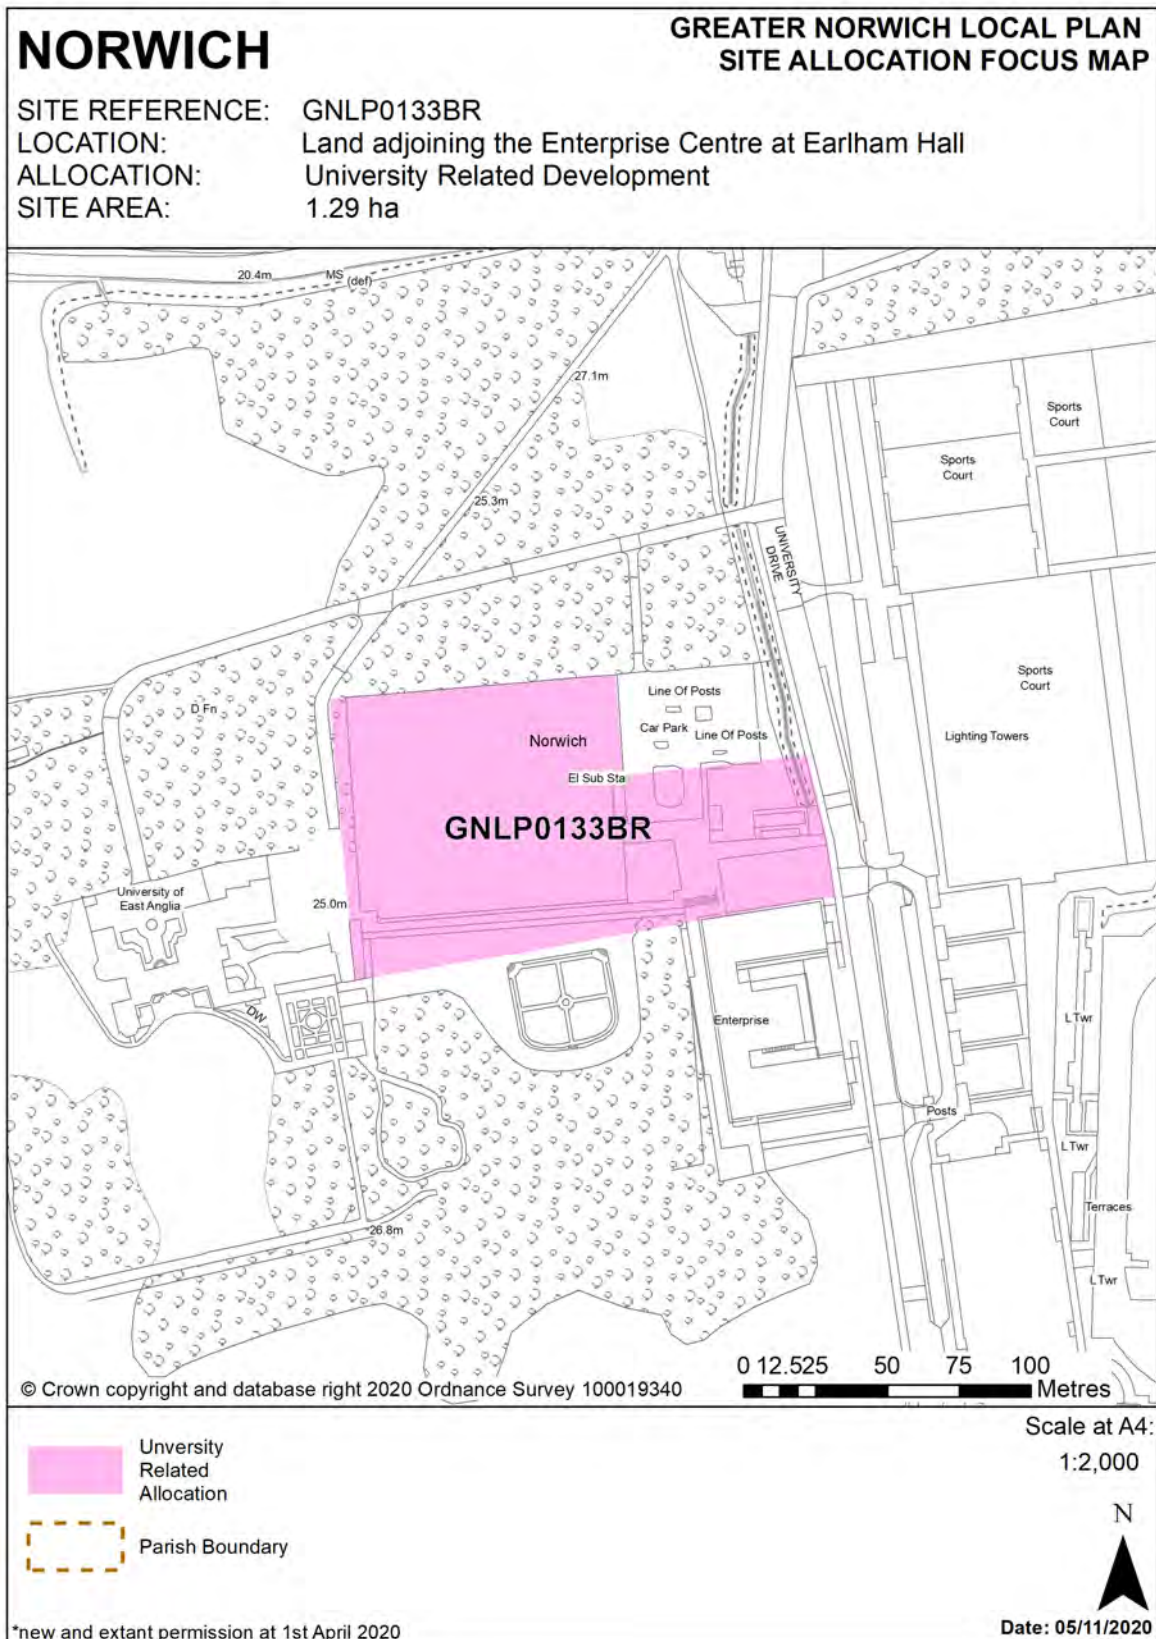 NORWICH
GREATER NORWICH LOCAL PLAN
SITE ALLOCATION FOCUS MAP
SITE REFERENCE: GNLP0133BR
LOCATION: Land adjoining the Enterprise Centre at Earlham Hall
ALLOCATION: University Related Development
SITE AREA: 1.29 ha
20.4m
MS
(def)
27.1m
Sports
Court
Sports
Court
25.3m
UNIVERSITY
DRIVE
Sports
Court
Line Of Posts
D Fn
Car Park
Line Of Posts
Norwich
Lighting Towers
El Sub Sta
GNLP0133BR
University of
East Anglia
25.0m
DW
Enterprise
L Twr
Posts
L Twr
Terraces
26.8m
L Twr
0 12.525 50 75 100
Metres
© Crown copyright and database right 2020 Ordnance Survey 100019340
Unversity
Related
Allocation
Scale at A4:
1:2,000
N
Parish Boundary
*new and extant permission at 1st April 2020
Date: 05/11/2020